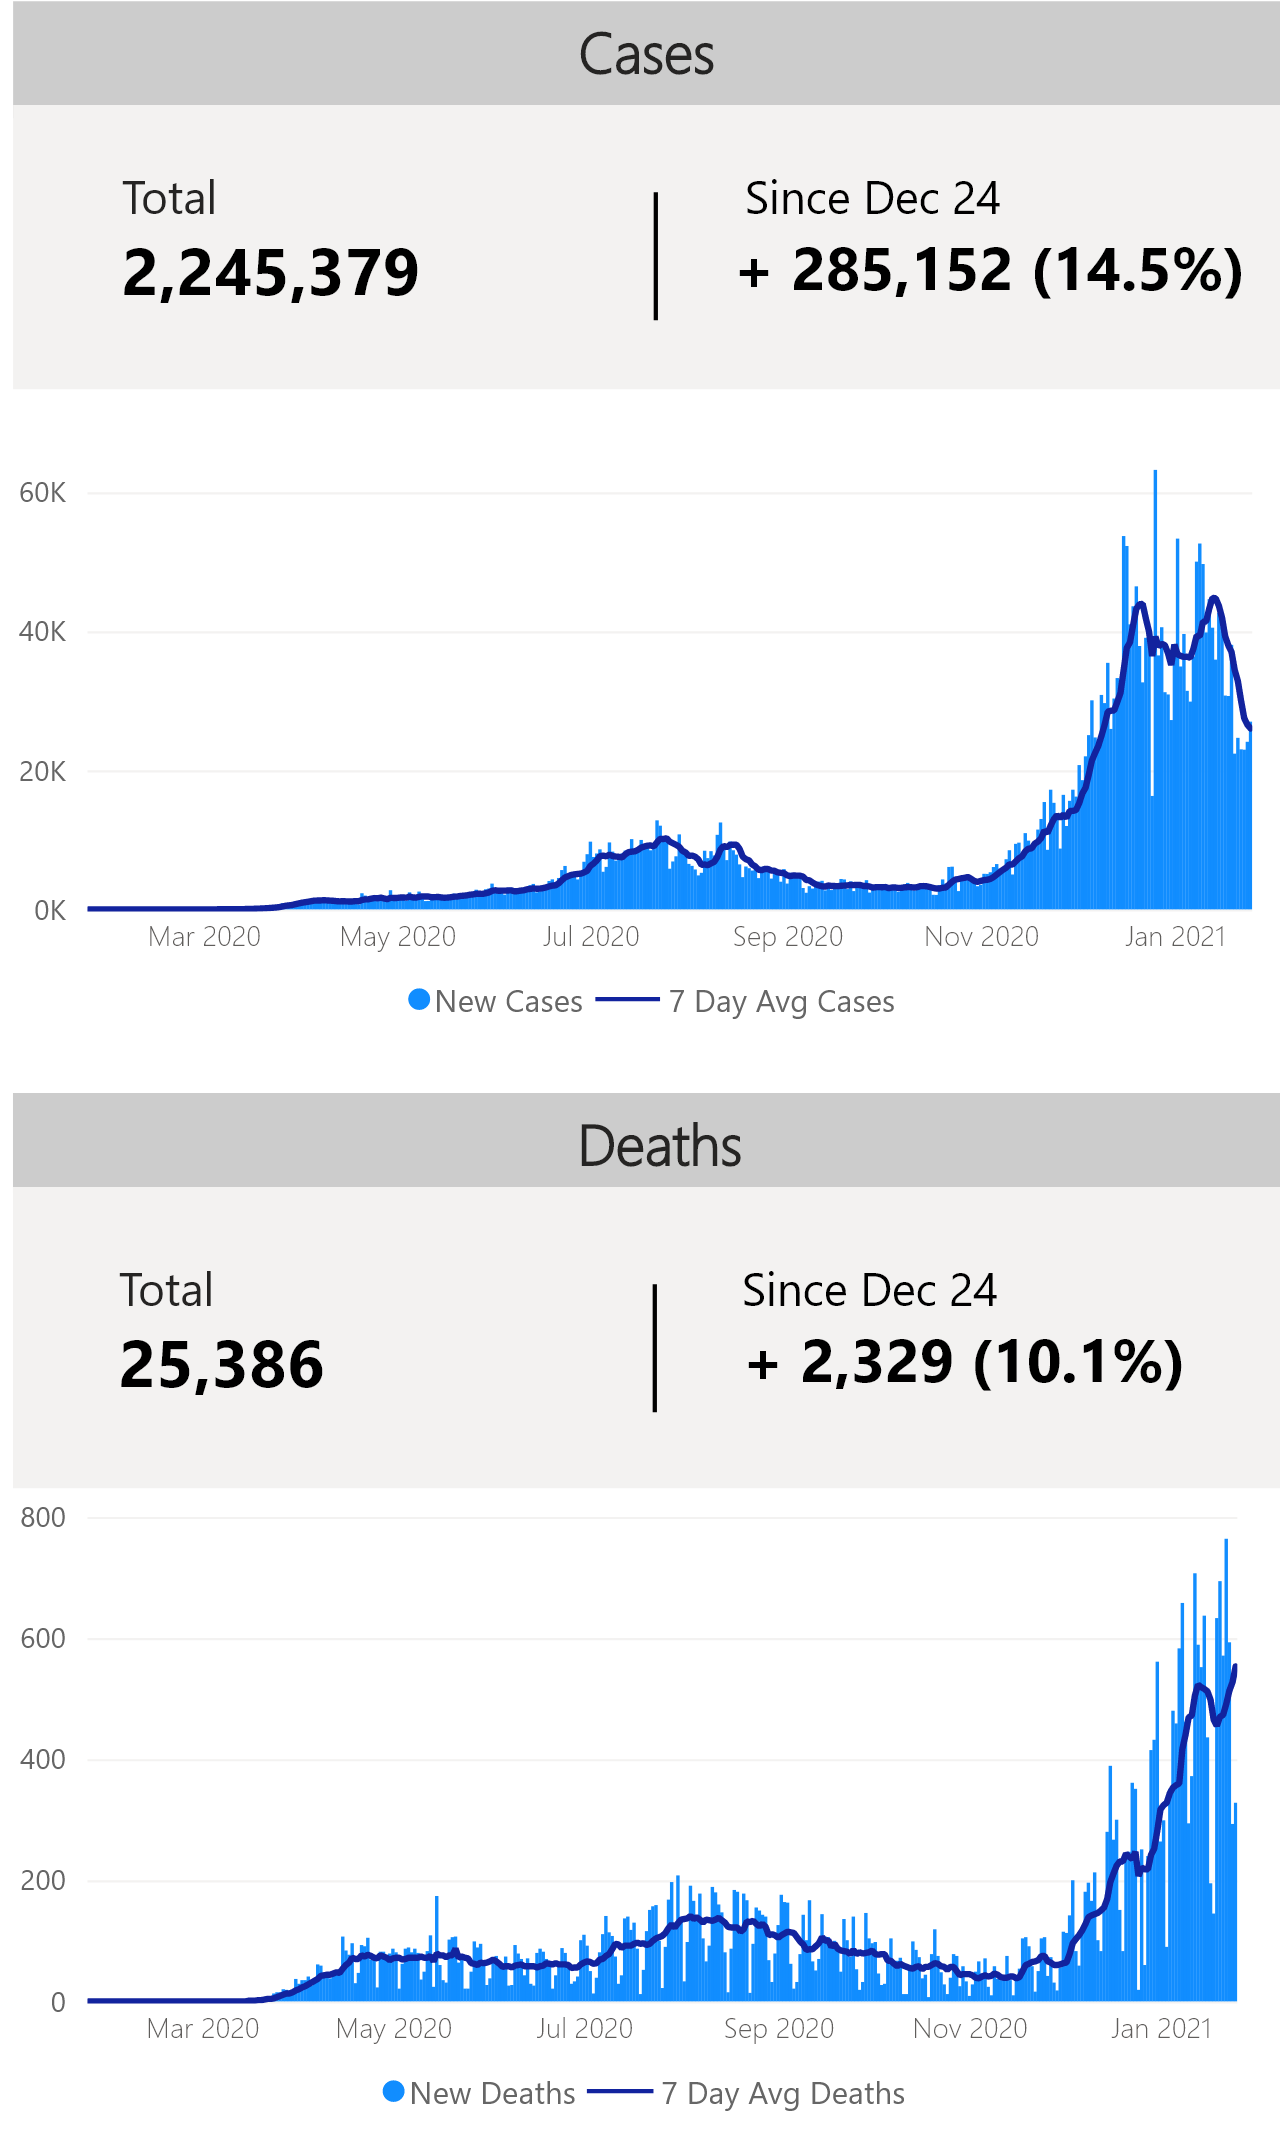 Cases
Total
2,245,379
Since Dec 24
+ 285,152 (14.5%)
60K
40K
20K
0K
Mar 2020 May 2020 Jul 2020 Sep 2020 Nov 2020 Jan 2021
New Cases 7 Day Avg Cases
Deaths
Total
25,386
Since Dec 24
+ 2,329 (10.1%)
800
600
400
200
0
Mar 2020 May 2020 Jul 2020 Sep 2020 Nov 2020 Jan 2021
New Deaths 7 Day Avg Deaths